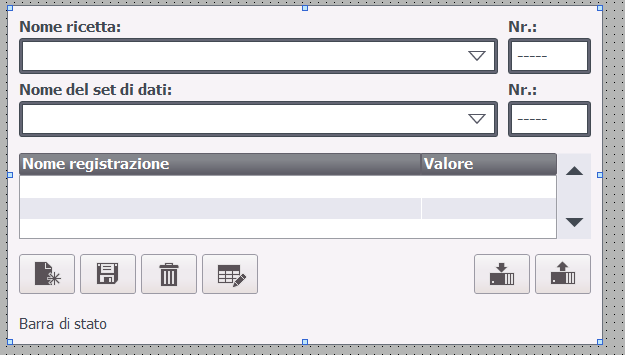 Nome ricetta: Nr.:
-----
Nome del set di dati: Nr.:
-----
Nome registrazione Valore
Barra di stato